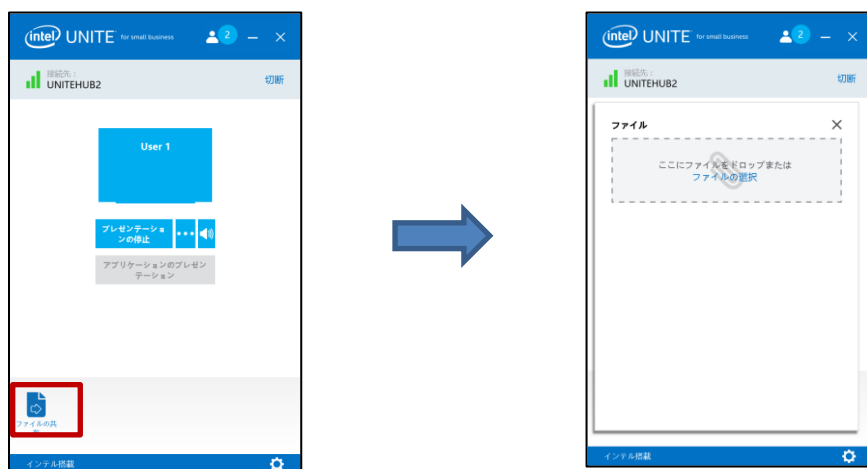 intel UNITE for small business 2
接続先 :
UNITEHUB2
切断
User 1
プレゼンテーショ
ンの停止
アプリケーションのプレゼン
テーション
ファイルの共
インテル搭載
intel UNITE for small business 2
接続先 :
UNITEHUB2
切断
ファイル
ここにファイルをドロップまたは
ファイルの選択
インテル搭載